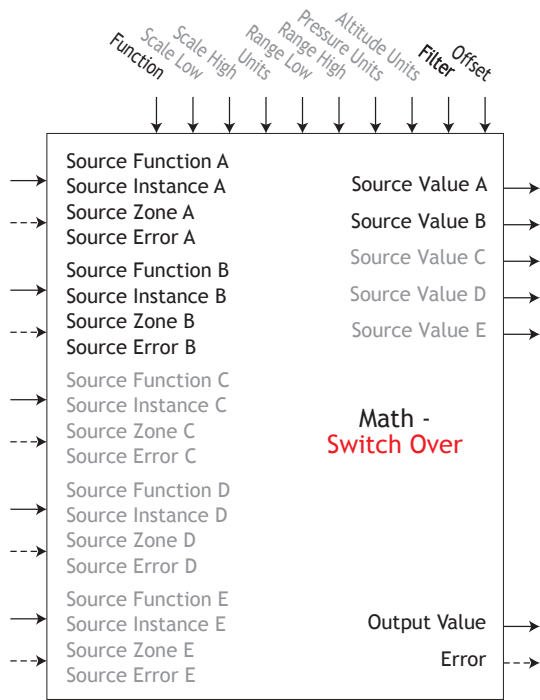 Function
Scale Low
Scale High
Units
Range Low
Range High
Pressure Units
Altitude Units
Filter
Offset
Source Function A
Source Instance A
Source Zone A
Source Error A
Source Function B
Source Instance B
Source Zone B
Source Error B
Source Function C
Source Instance C
Source Zone C
Source Error C
Source Function D
Source Instance D
Source Zone D
Source Error D
Source Function E
Source Instance E
Source Zone E
Source Error E
Source Value A
Source Value B
Source Value C
Source Value D
Source Value E
Math -
Switch Over
Output Value
Error